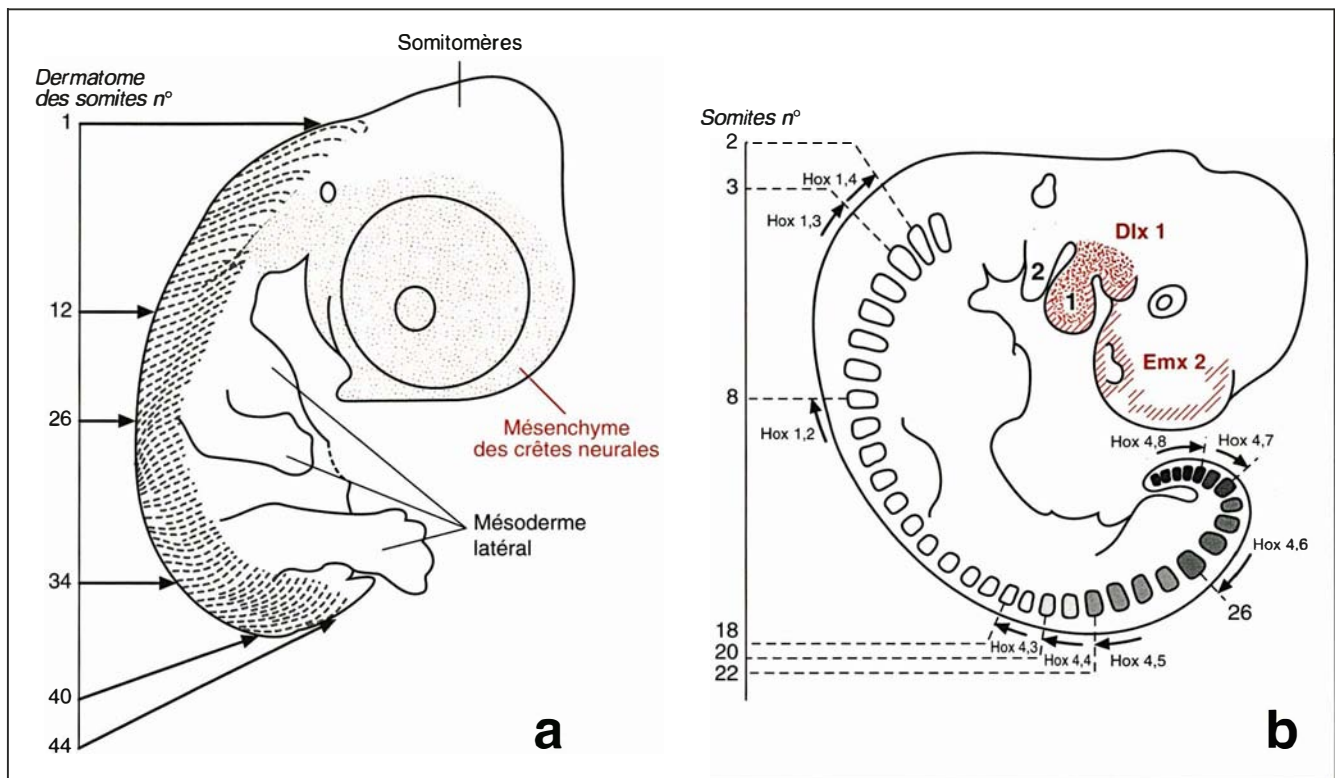 Somitomères
Dermatome
des somites n°
1
12
26
34
40
44
Mésenchyme
des crêtes neurales
Mésoderme
latéral
a
Somites n°
2
3
8
18
20
22
Hox 1,4
Hox 1,3
Hox 1,2
2
1
Dlx 1
Emx 2
Hox 4,8
Hox 4,7
Hox 4,6
26
Hox 4,3
Hox 4,4
Hox 4,5
b